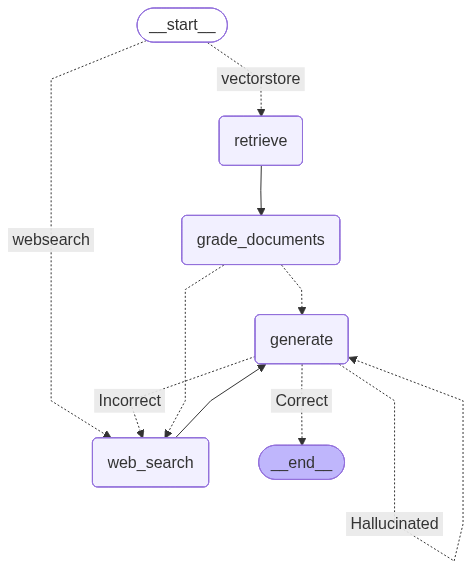 __start__
vectorstore
retrieve
websearch
grade_documents
generate
Incorrect
Correct
web_search
__end__
Hallucinated